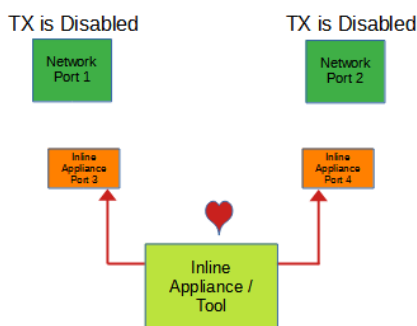 TX is Disabled
TX is Disabled
Network
Port 1
Network
Port 2
Inline
Appliance
Port 3
Inline
Appliance
Port 4
Inline
Appliance /
Tool